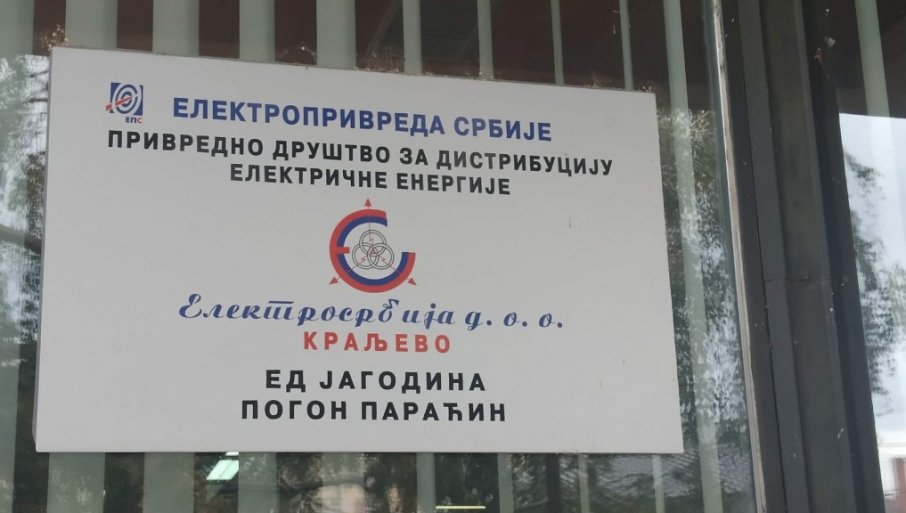 ЕПС
ЕЛЕКТРОПРИВРЕДА СРБИЈЕ
ПРИВРЕДНО ДРУШТВО ЗА ДИСТРИБУЦИЈУ
ЕЛЕКТРИЧНЕ ЕНЕРГИЈЕ
Електросрбија д. о. о.
КРАЉЕВО
ЕД ЈАГОДИНА
ПОГОН ПАРАЋИН